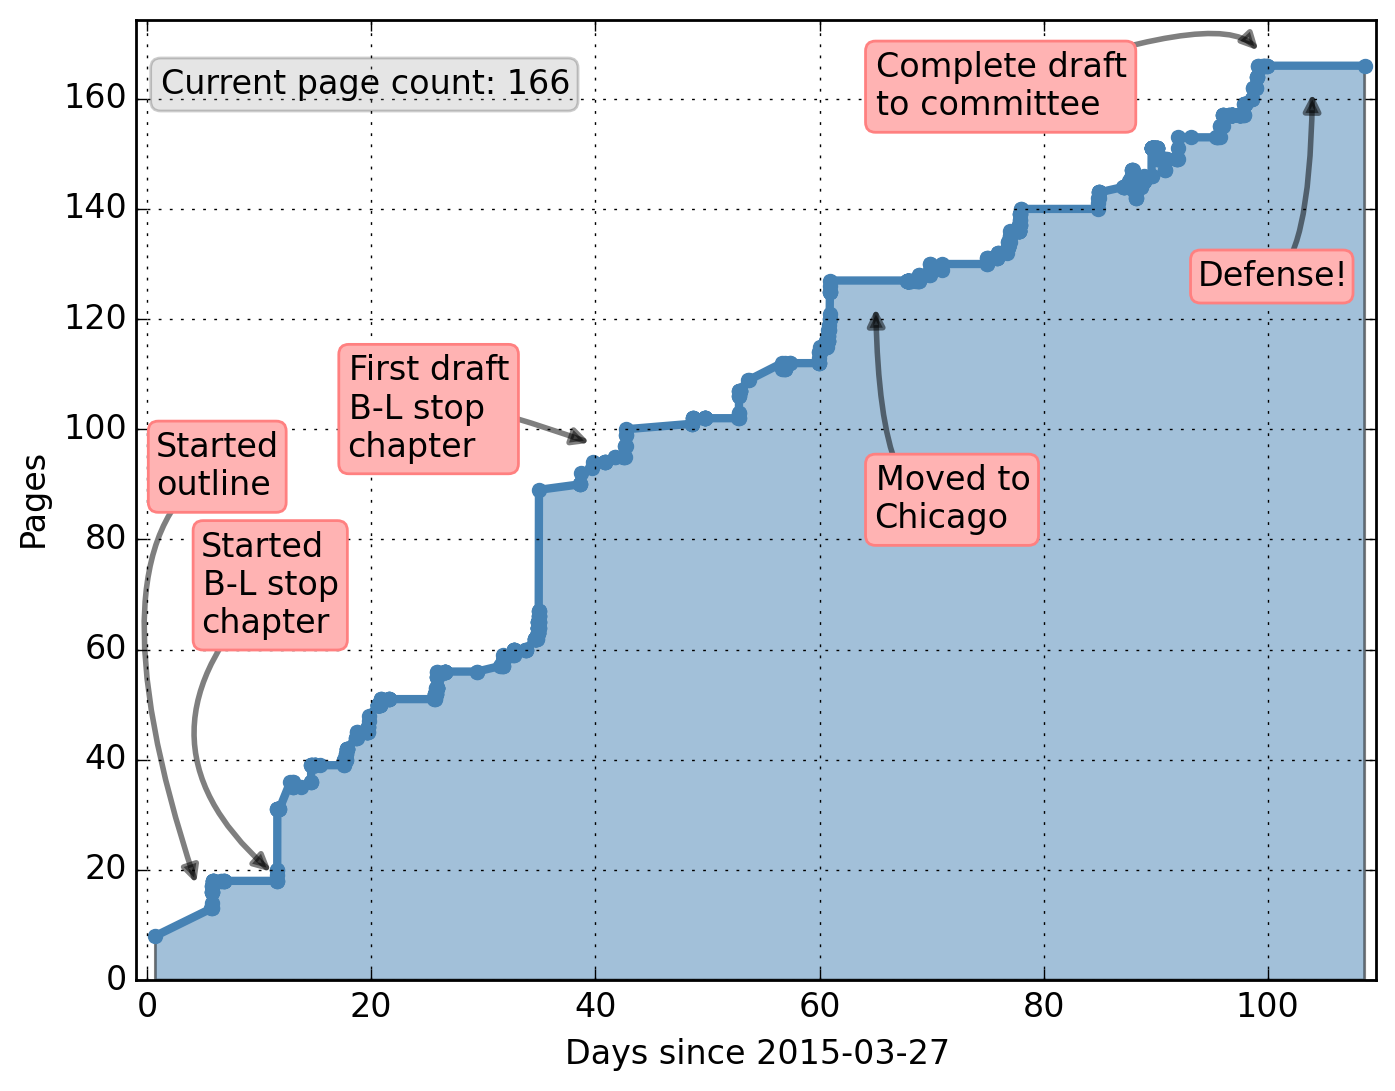 Current page count: 166
Complete draft
to committee
Defense!
First draft
B-L stop
chapter
Started
outline
Started
B-L stop
chapter
Moved to
Chicago
Pages
160
140
120
100
80
60
40
20
0
0 20 40 60 80 100
Days since 2015-03-27